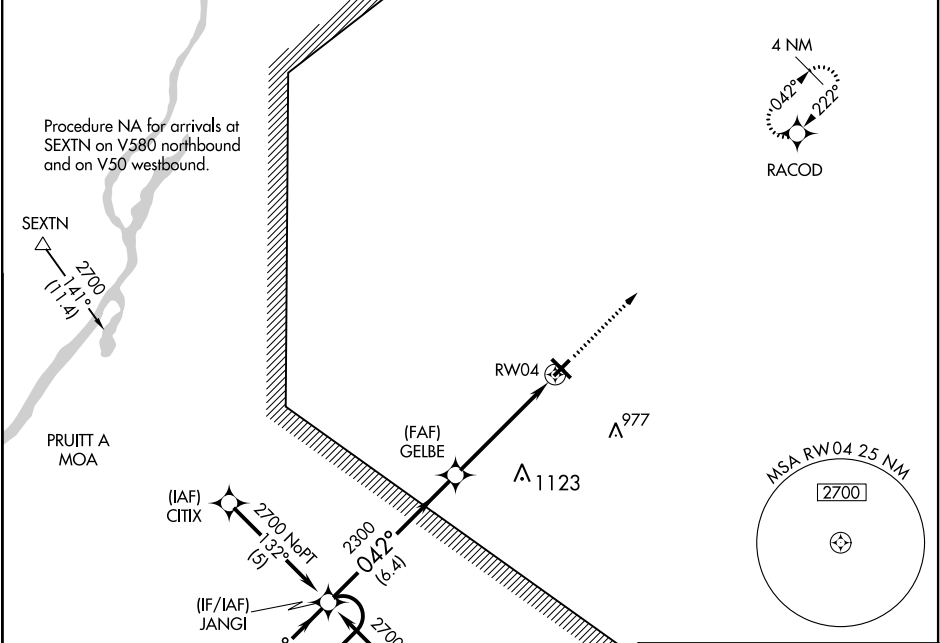 4 NM
042°
222°
RACOD
Procedure NA for arrivals at
SEXTN on V580 northbound
and on V50 westbound.
SEXTN
2700
141°
(11.4)
RW04
977
(FAF)
GELBE
1123
PRUITT A
MOA
MSA RW04 25 NM
2700
(IAF)
CITIX
2700 NoPT
132°
(5)
2300
042°
(6.4)
(IF/IAF)
JANGI
2700